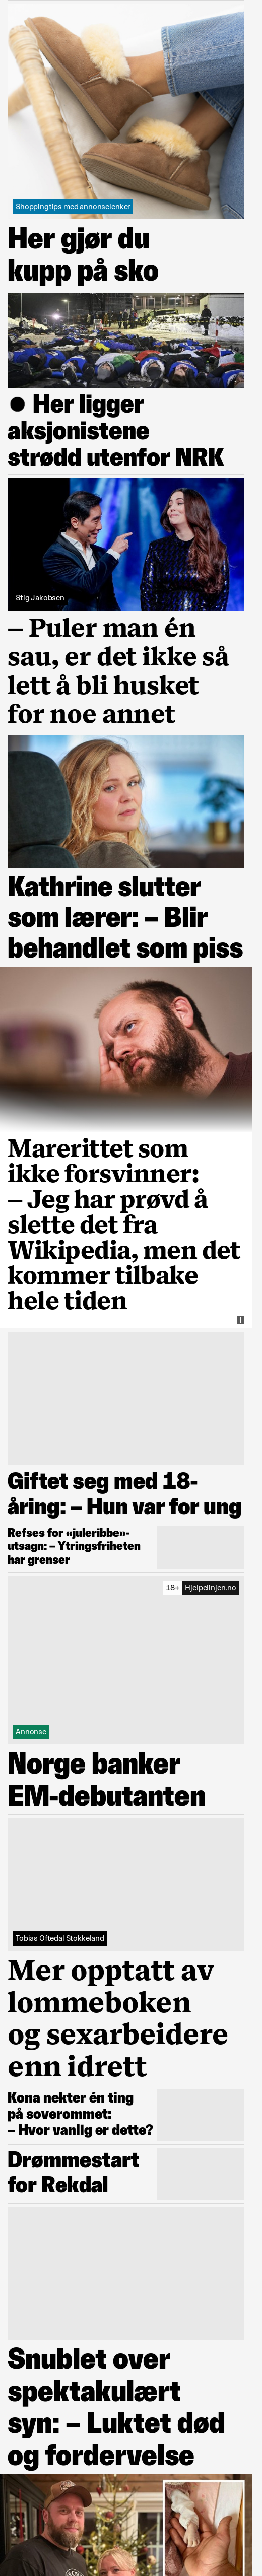 Shoppingtips med annonselenker
Her gjør du
kupp på sko
● Her ligger
aksjonistene
strødd utenfor NRK
Stig Jakobsen
– Puler man én
sau, er det ikke så
lett å bli husket
for noe annet
Kathrine slutter
som lærer: – Blir
behandlet som piss
Marerittet som
ikke forsvinner:
– Jeg har prøvd å
slette det fra
Wikipedia, men det
kommer tilbake
hele tiden
Giftet seg med 18-
åring: – Hun var for ung
Refses for «juleribbe»-
utsagn: – Ytringsfriheten
har grenser
18+ Hjelpelinjen.no
Annonse
Norge banker
EM-debutanten
Tobias Oftedal Stokkeland
Mer opptatt av
lommeboken
og sexarbeidere
enn idrett
Kona nekter én ting
på soverommet:
– Hvor vanlig er dette?
Drømmestart
for Rekdal
Snublet over
spektakulært
syn: – Luktet død
og fordervelse